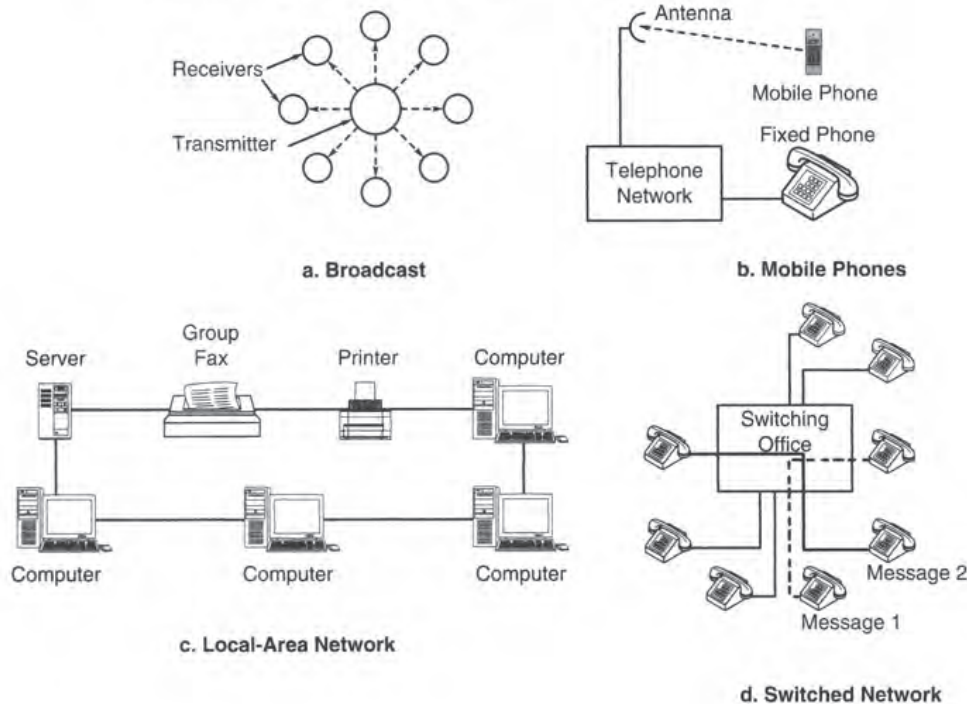 Receivers
Transmitter
a. Broadcast
Antenna
Mobile Phone
Fixed Phone
Telephone
Network
b. Mobile Phones
Server
Group
Fax
Printer
Computer
Computer
Computer
Computer
c. Local-Area Network
Switching
Office
Message 2
Message 1
d. Switched Network